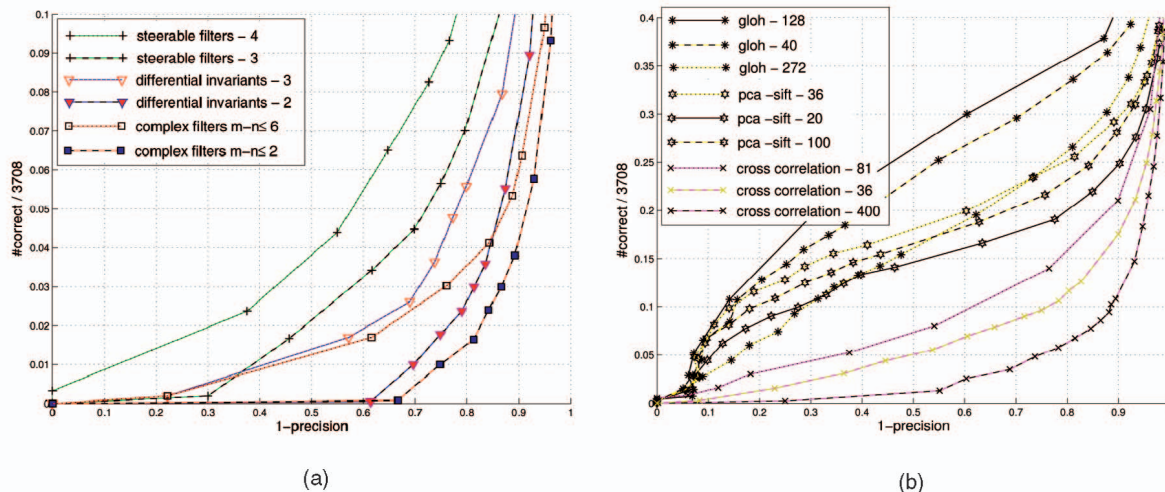 0.1
0.09
0.08
0.07
0.06
0.05
0.04
0.03
0.02
0.01
0
#correct / 3708
steerable filters - 4
steerable filters - 3
differential invariants - 3
differential invariants - 2
complex filters m-n≤ 6
complex filters m-n≤ 2
0 0.1 0.2 0.3 0.4 0.5 0.6 0.7 0.8 0.9 1
1-precision
(a)
0.4
0.35
0.3
0.25
0.2
0.15
0.1
0.05
0
#correct / 3708
gloh - 128
gloh - 40
gloh - 272
pca -sift - 36
pca -sift - 20
pca -sift - 100
cross correlation - 81
cross correlation - 36
cross correlation - 400
0 0.1 0.2 0.3 0.4 0.5 0.6 0.7 0.8 0.9
1-precision
(b)